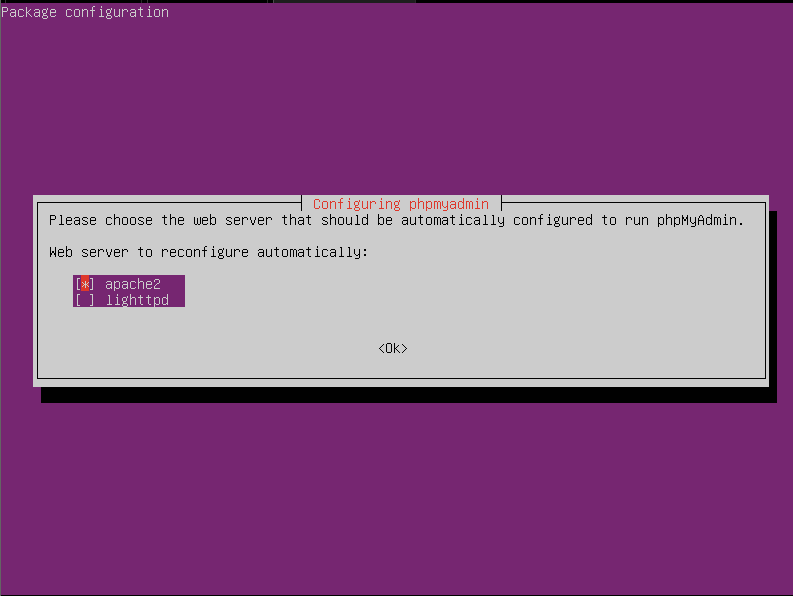 Package configuration
Configuring phpmyadmin
Please choose the web server that should be automatically configured to run phpMyAdmin.
Web server to reconfigure automatically:
[*] apache2
[ ] lighttpd
<Ok>